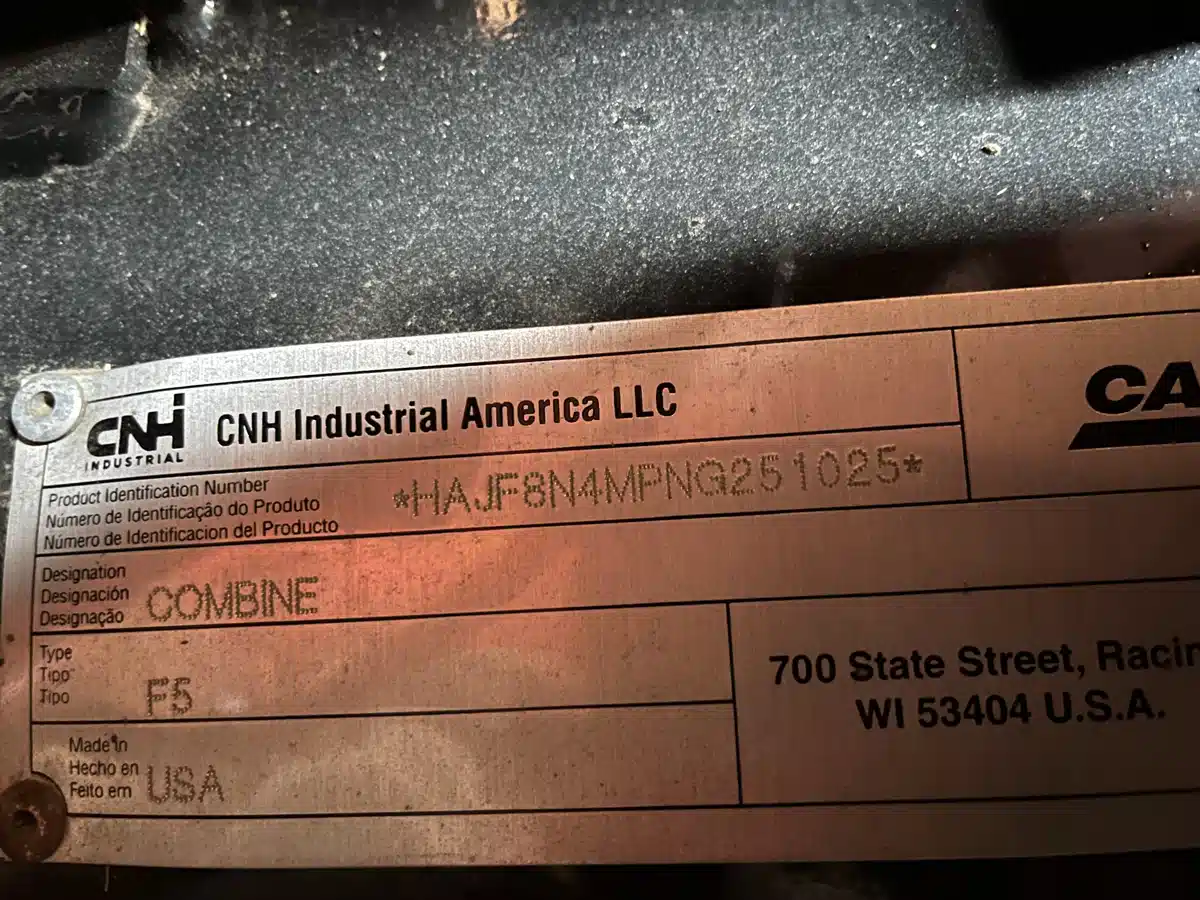 CNH
INDUSTRIAL
CNH Industrial America LLC
CA
Product Identification Number
Número de Identificação do Produto
Número de Identificacion del Producto
*HAJF8N4MPNG251025*
Designation
Designación
Designação
COMBINE
Type
Tipo
Tipo
F5
700 State Street, Racin
WI 53404 U.S.A.
Made in
Hecho en
Feito em
USA